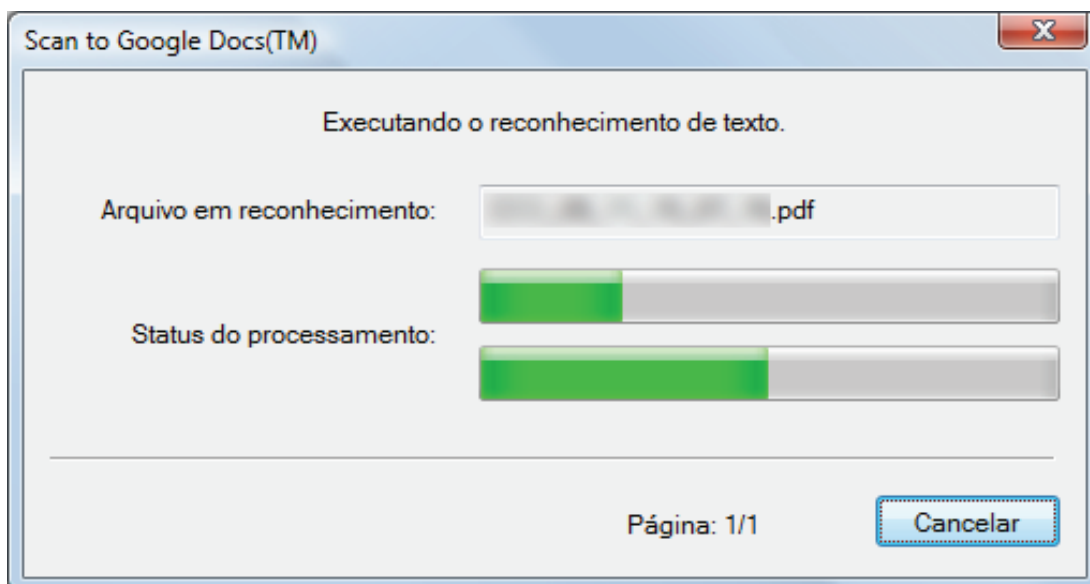 Scan to Google Docs(TM)
Executando o reconhecimento de texto.
Arquivo em reconhecimento: .pdf
Status do processamento:
Página: 1/1
Cancelar